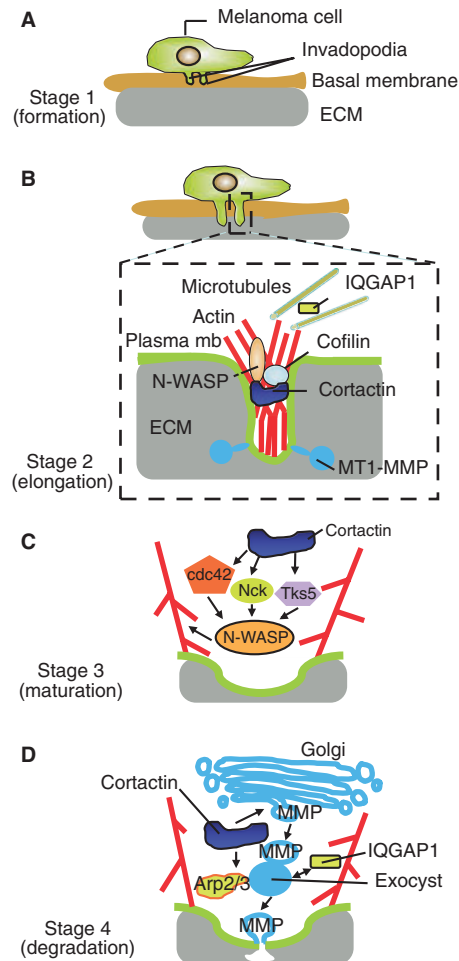 A
Melanoma cell
Invadopodia
Basal membrane
Stage 1
(formation)
ECM
B
Microtubules
IQGAP1
Actin
Plasma mb
Cofilin
N-WASP
Cortactin
ECM
Stage 2
(elongation)
MT1-MMP
C
Cortactin
cdc42
Nck
Tks5
N-WASP
Stage 3
(maturation)
D
Golgi
Cortactin
MMP
MMP
IQGAP1
Arp2/3
Exocyst
MMP
Stage 4
(degradation)